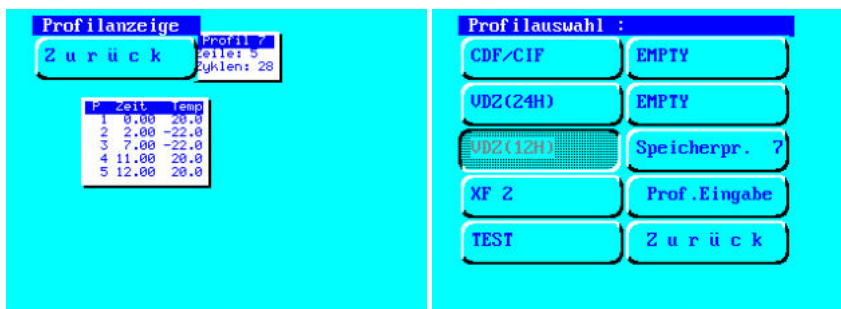 Profilanzeige
Zurück
Profil 7
Zeile: 5
Zyklen: 28
P Zeit Temp
1 0.00 20.0
2 2.00 -22.0
3 7.00 -22.0
4 11.00 20.0
5 12.00 20.0
Profilauswahl :
CDF/CIF
EMPTY
VDZ(24H)
EMPTY
VDZ(12H)
Speicherpr. 7
XF 2
Prof.Eingabe
TEST
Zurück